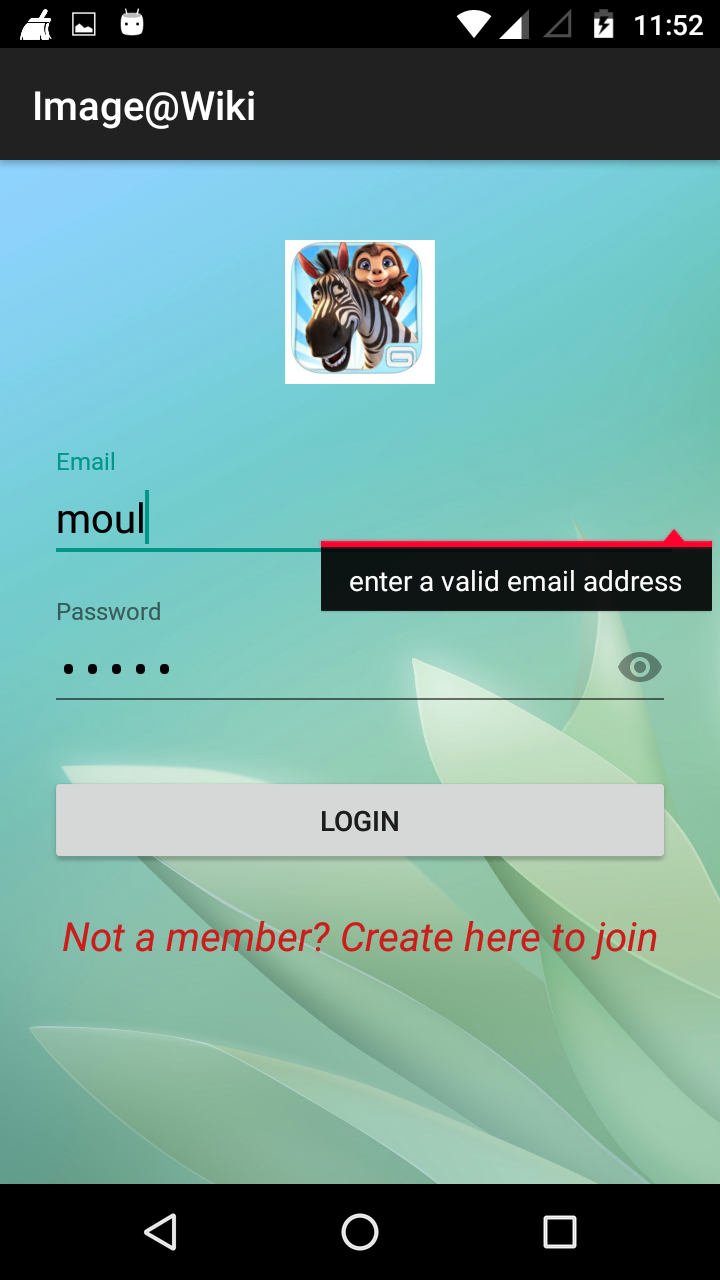 11:52
Image@Wiki
Email
moul
enter a valid email address
Password
LOGIN
Not a member? Create here to join